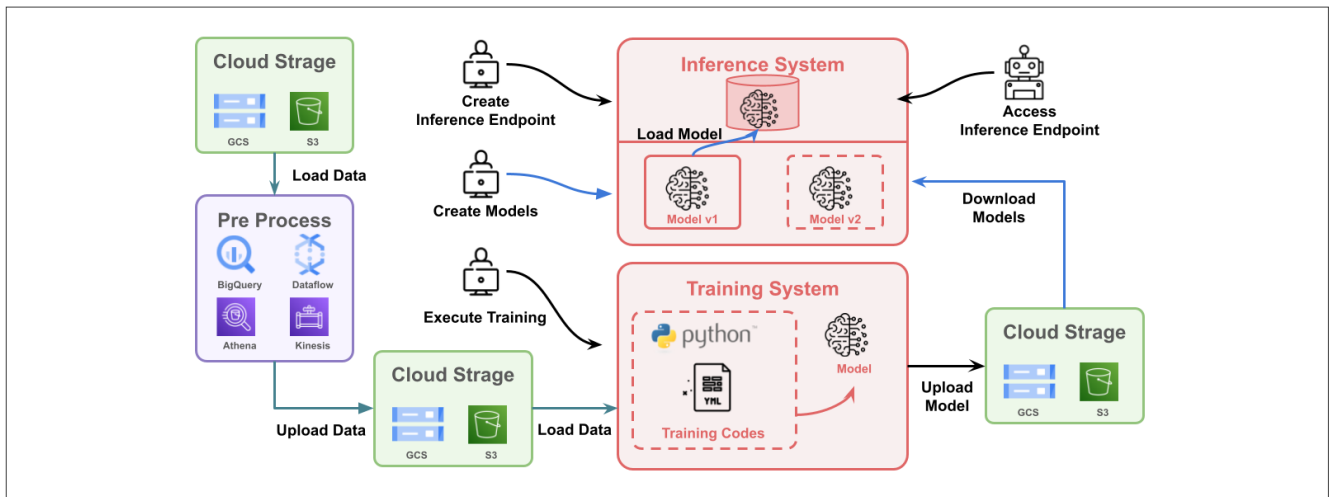 Cloud Strage
GCS
S3
Load Data
Pre Process
BigQuery
Dataflow
Athena
Kinesis
Upload Data
Cloud Strage
GCS
S3
Load Data
Create
Inference Endpoint
Create Models
Execute Training
Inference System
Load Model
Model v1
Model v2
Access
Inference Endpoint
Training System
python™
YML
Training Codes
Model
Upload
Model
Cloud Strage
GCS
S3
Download
Models